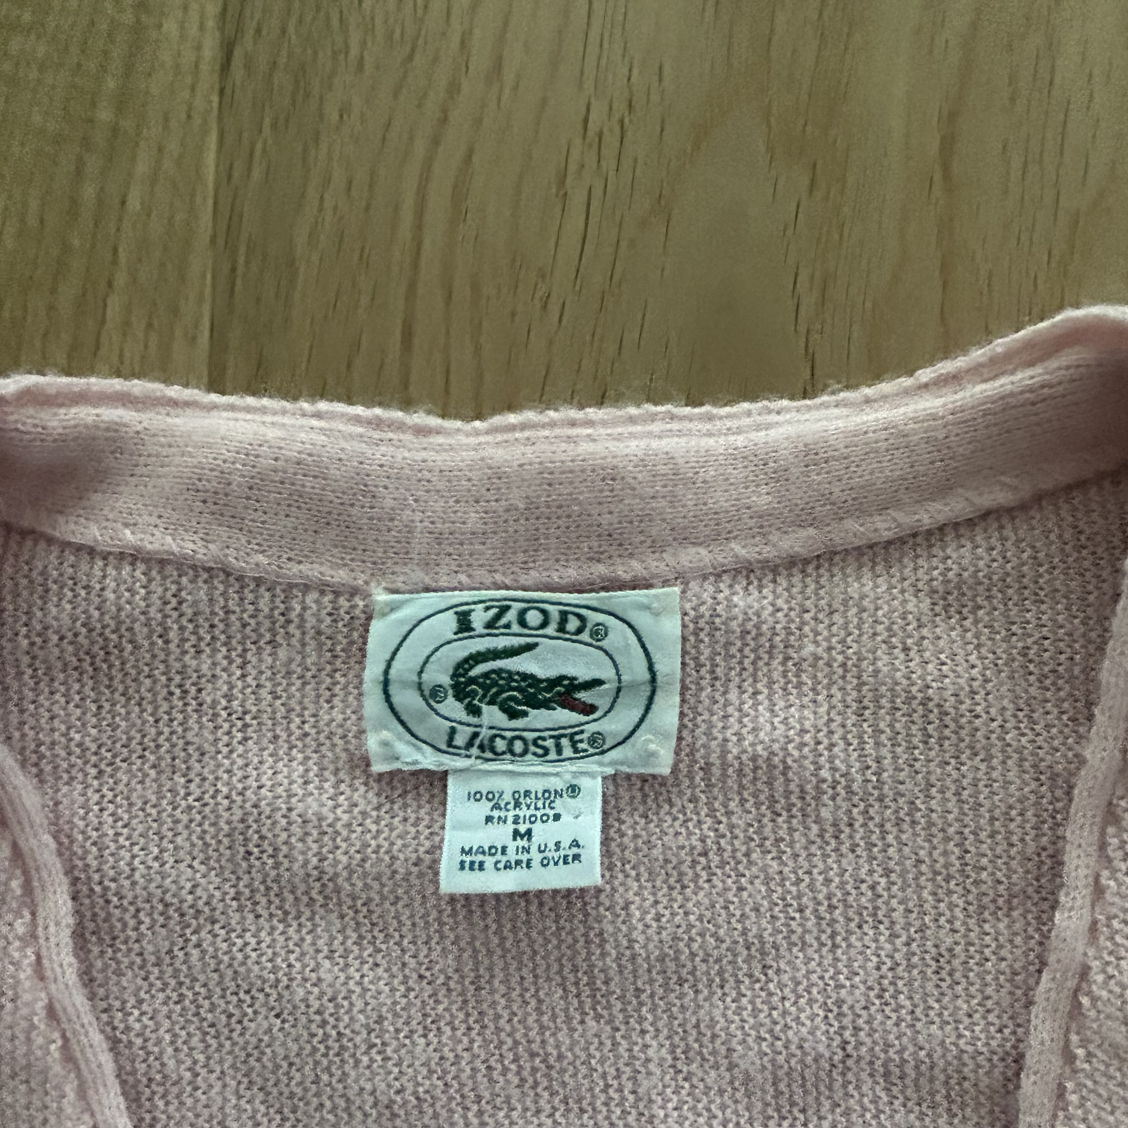 IZOD®
®
LACOSTE®
100% ORLON®
ACRYLIC
RN 21008
M
MADE IN U.S.A.
SEE CARE OVER